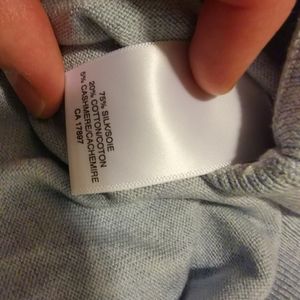 75% SILK/SOIE
20% COTTON/COTON
5% CASHMERE/CACHEMIRE
CA 17897